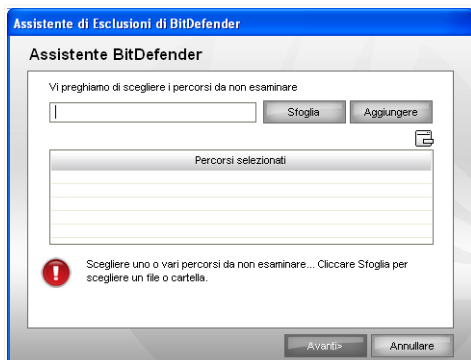 Assistente di Esclusioni di BitDefender
Assistente BitDefender
Vi preghiamo di scegliere i percorsi da non esaminare
Sfoglia
Aggiungere
Percorsi selezionati
Scegliere uno o vari percorsi da non esaminare... Cliccare Sfoglia per
scegliere un file o cartella.
Avanti>
Annullare